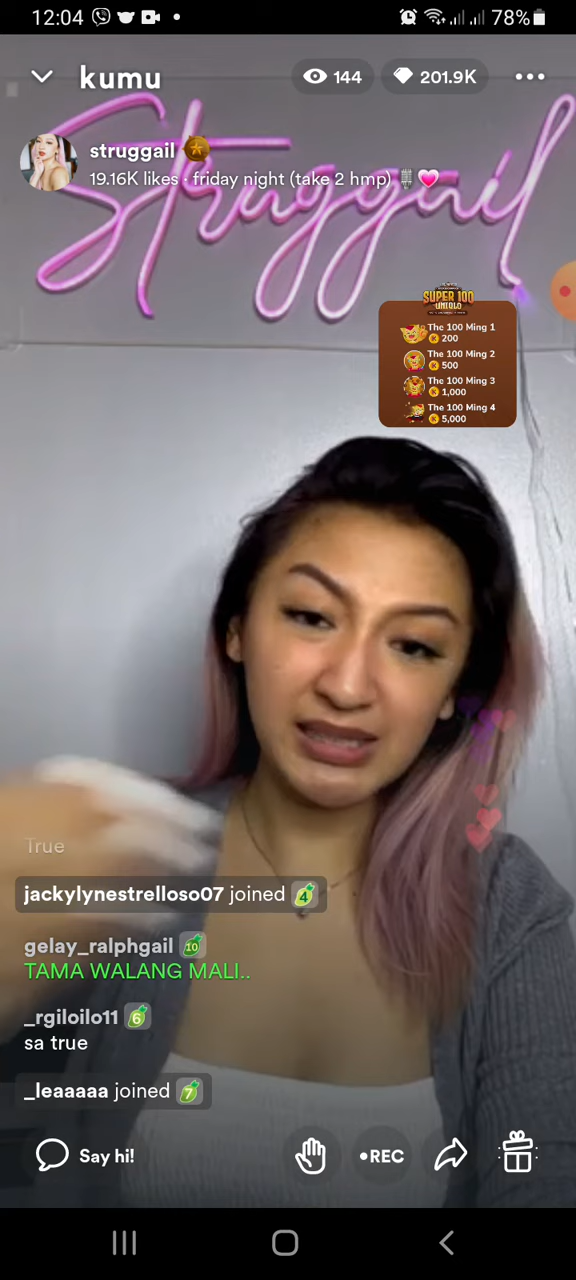 12:04
78%
kumu
144
201.9K
struggail
19.16K likes · friday night (take 2 hmp) 🎙️💗
Struggail
SUPER 100
UNTOLD
The 100 Ming 1
200
The 100 Ming 2
500
The 100 Ming 3
1,000
The 100 Ming 4
5,000
True
jackylynestrelloso07 joined 4
gelay_ralphgail 10
TAMA WALANG MALI..
_rgiloilo11 6
sa true
_leaaaaa joined 7
Say hi!
•REC